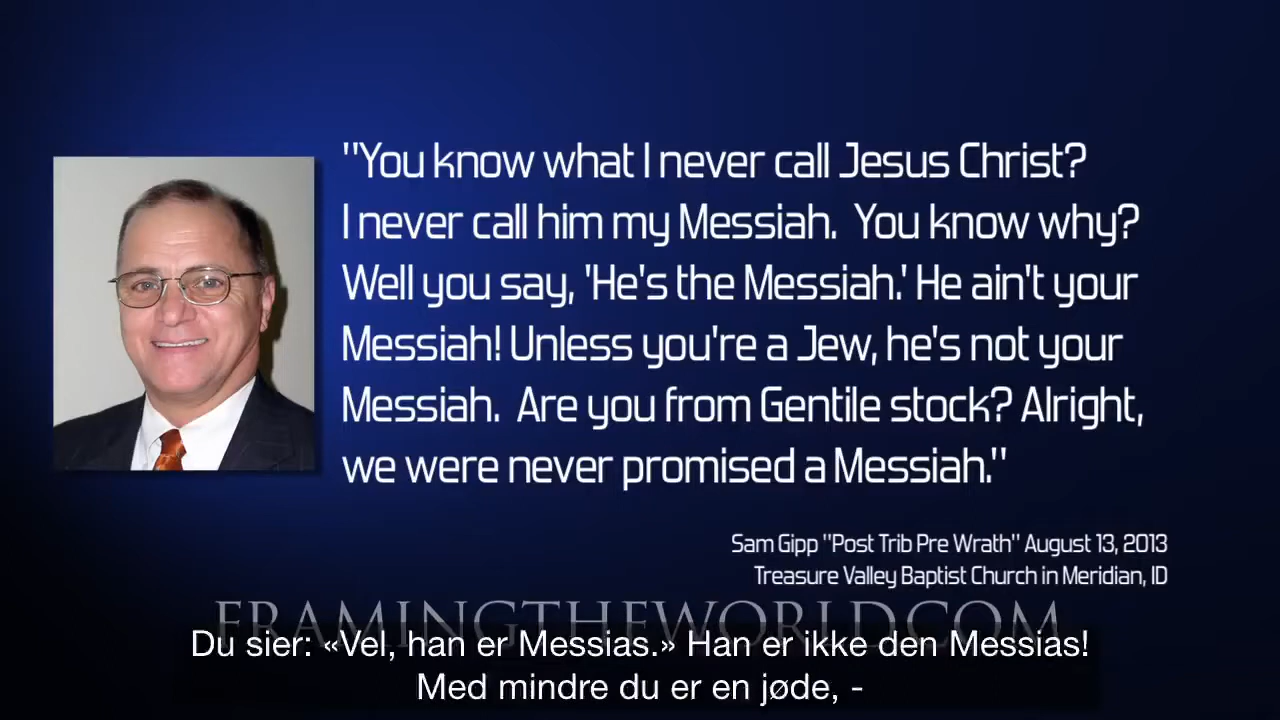 "You know what I never call Jesus Christ?
I never call him my Messiah. You know why?
Well you say, 'He's the Messiah.' He ain't your
Messiah! Unless you're a Jew, he's not your
Messiah. Are you from Gentile stock? Alright,
we were never promised a Messiah."
Sam Gipp "Post Trib Pre Wrath" August 13, 2013
Treasure Valley Baptist Church in Meridian, ID
FRAMINGTHEWORLD.COM
Du sier: «Vel, han er Messias.» Han er ikke den Messias!
Med mindre du er en jøde, -